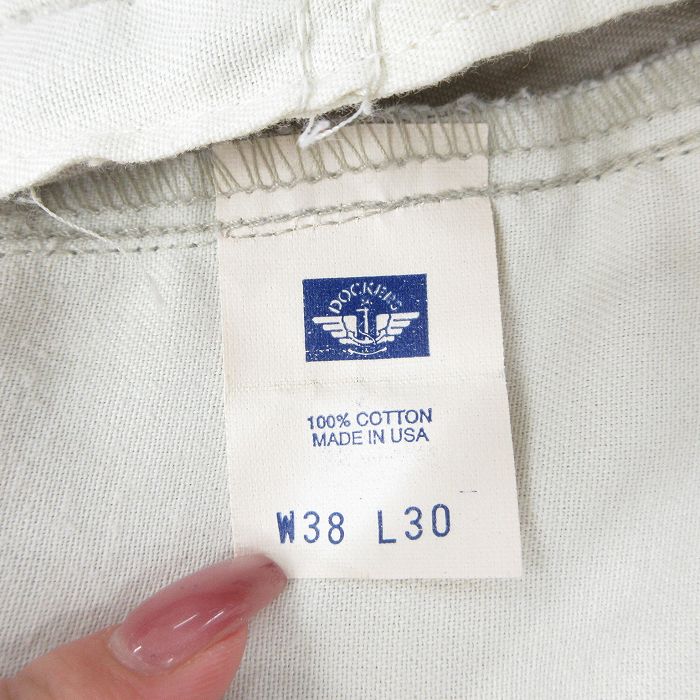 DOCKERS
100% COTTON
MADE IN USA
W38 L30